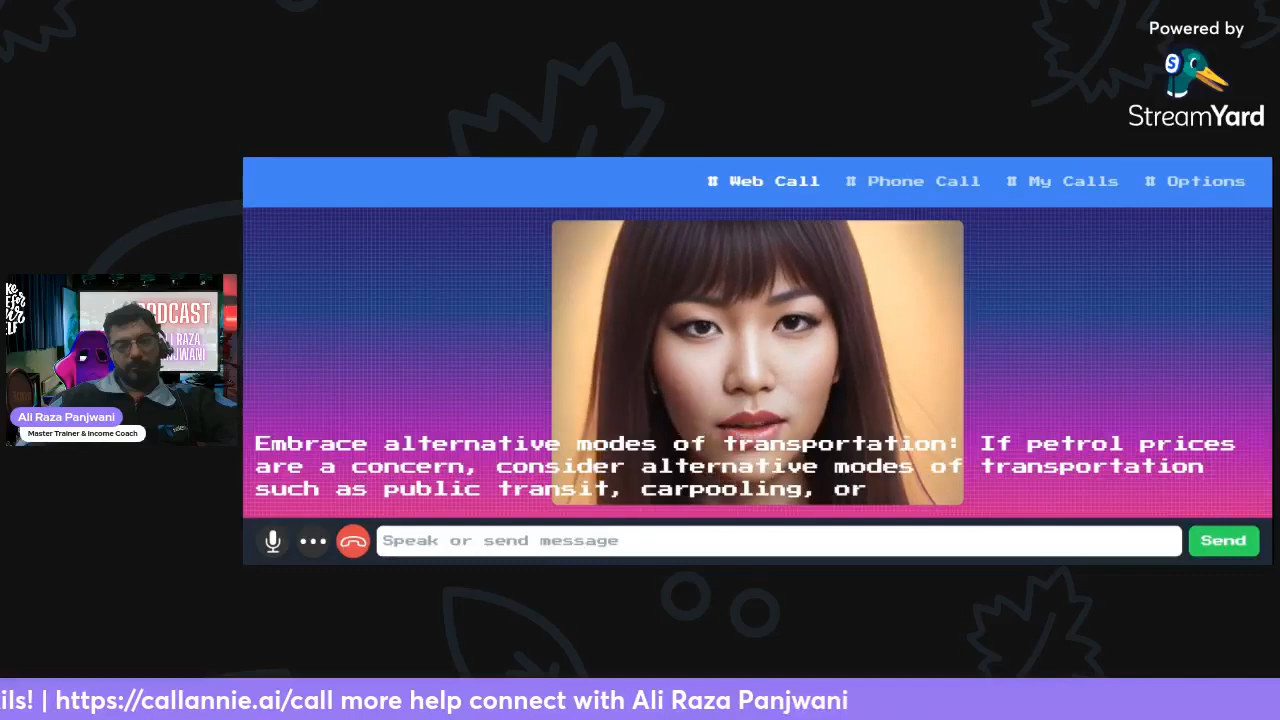 Powered by
StreamYard
# Web Call # Phone Call # My Calls # Options
PODCAST
Embrace alternative modes of transportation: If petrol prices
are a concern, consider alternative modes of transportation
such as public transit, carpooling, or
Ali Raza Panjwani
Master Trainer & Income Coach
Speak or send message
Send
ils! | https://callannie.ai/call more help connect with Ali Raza Panjwani